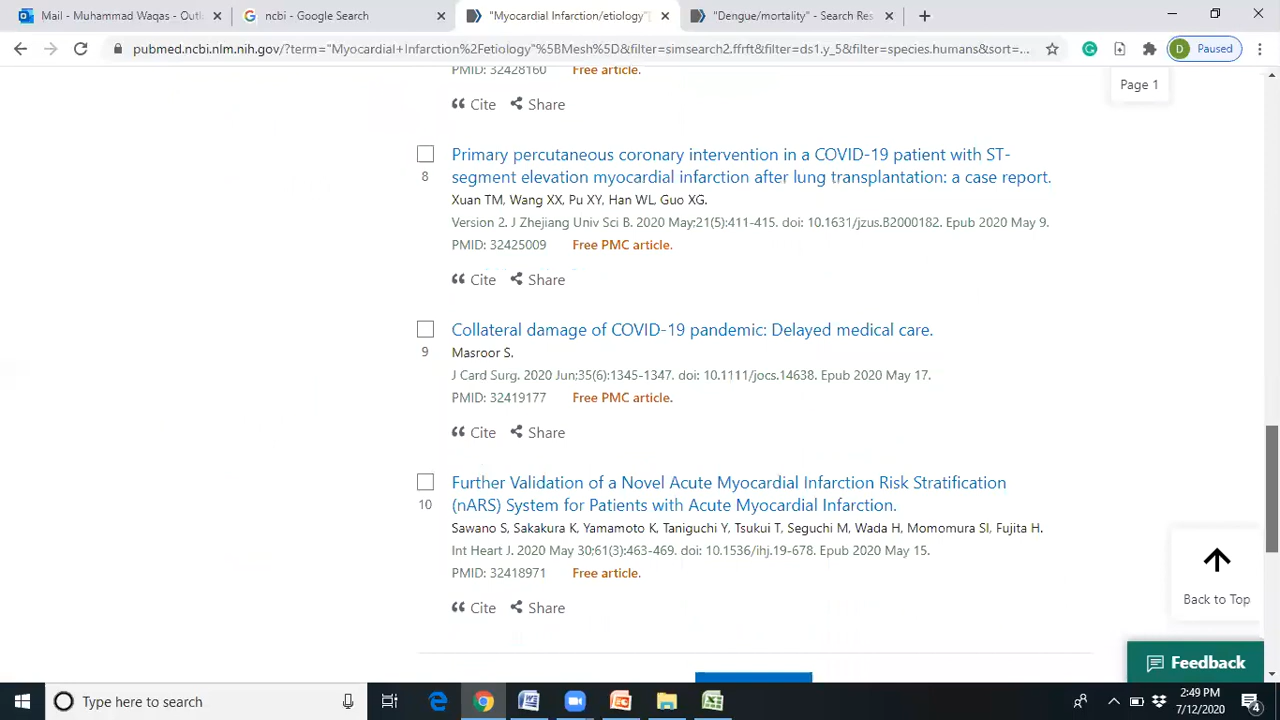 Mail - Muhammad Waqas - Outl
ncbi - Google Search
"Myocardial Infarction/etiology"[
"Dengue/mortality" - Search Res
pubmed.ncbi.nlm.nih.gov/?term="Myocardial+Infarction%2Fetiology"%5BMesh%5D&filter=simsearch2.ffrft&filter=ds1.y_5&filter=species.humans&sort=...
D Paused
PMID: 32428160 Free article.
Page 1
Cite Share
8
Primary percutaneous coronary intervention in a COVID-19 patient with ST-
segment elevation myocardial infarction after lung transplantation: a case report.
Xuan TM, Wang XX, Pu XY, Han WL, Guo XG.
Version 2. J Zhejiang Univ Sci B. 2020 May;21(5):411-415. doi: 10.1631/jzus.B2000182. Epub 2020 May 9.
PMID: 32425009 Free PMC article.
Cite Share
9
Collateral damage of COVID-19 pandemic: Delayed medical care.
Masroor S.
J Card Surg. 2020 Jun;35(6):1345-1347. doi: 10.1111/jocs.14638. Epub 2020 May 17.
PMID: 32419177 Free PMC article.
Cite Share
10
Further Validation of a Novel Acute Myocardial Infarction Risk Stratification
(nARS) System for Patients with Acute Myocardial Infarction.
Sawano S, Sakakura K, Yamamoto K, Taniguchi Y, Tsukui T, Seguchi M, Wada H, Momomura SI, Fujita H.
Int Heart J. 2020 May 30;61(3):463-469. doi: 10.1536/ihj.19-678. Epub 2020 May 15.
PMID: 32418971 Free article.
Cite Share
Back to Top
Feedback
Type here to search
2:49 PM
7/12/2020
4